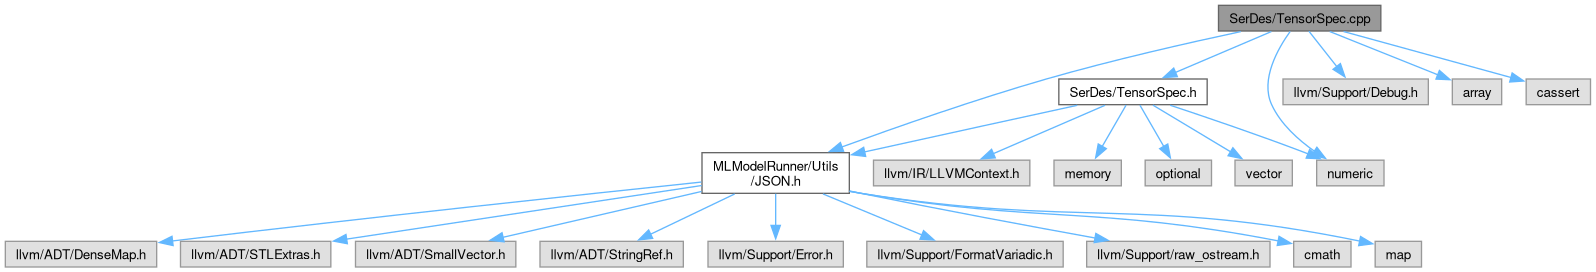 SerDes/TensorSpec.cpp
SerDes/TensorSpec.h
llvm/Support/Debug.h
array
cassert
MLModelRunner/Utils
/JSON.h
llvm/IR/LLVMContext.h
memory
optional
vector
numeric
llvm/ADT/DenseMap.h
llvm/ADT/STLExtras.h
llvm/ADT/SmallVector.h
llvm/ADT/StringRef.h
llvm/Support/Error.h
llvm/Support/FormatVariadic.h
llvm/Support/raw_ostream.h
cmath
map